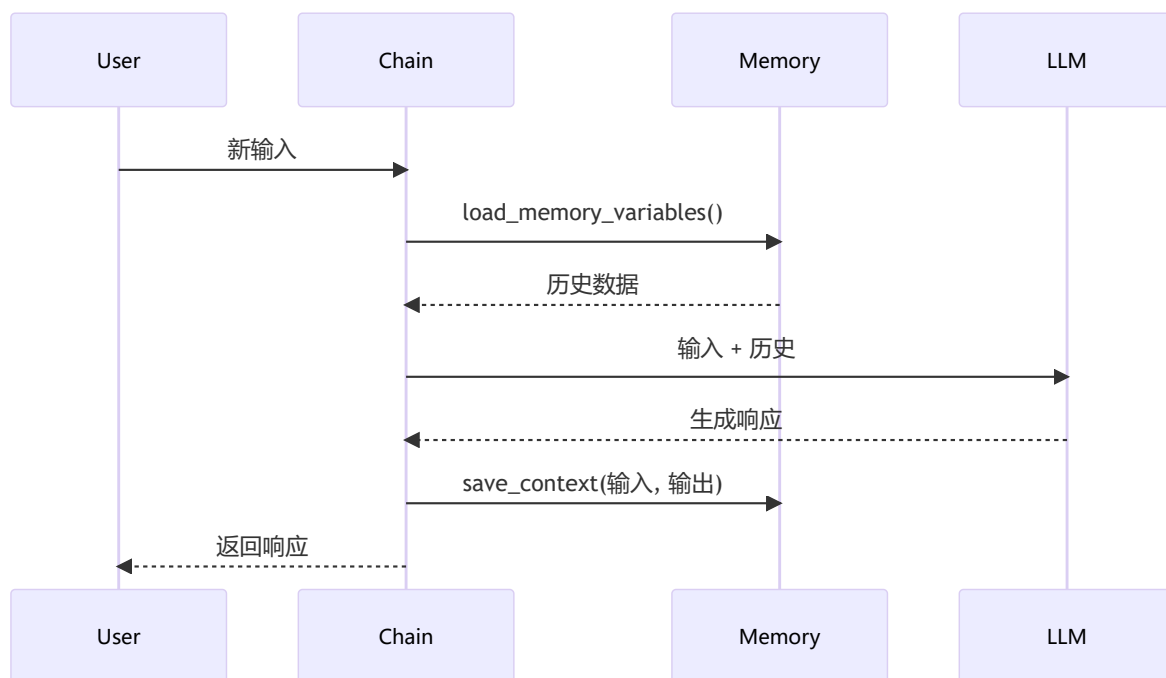 User Chain Memory LLM
新输入
load_memory_variables()
历史数据
输入 + 历史
生成响应
save_context(输入, 输出)
返回响应
User Chain Memory LLM